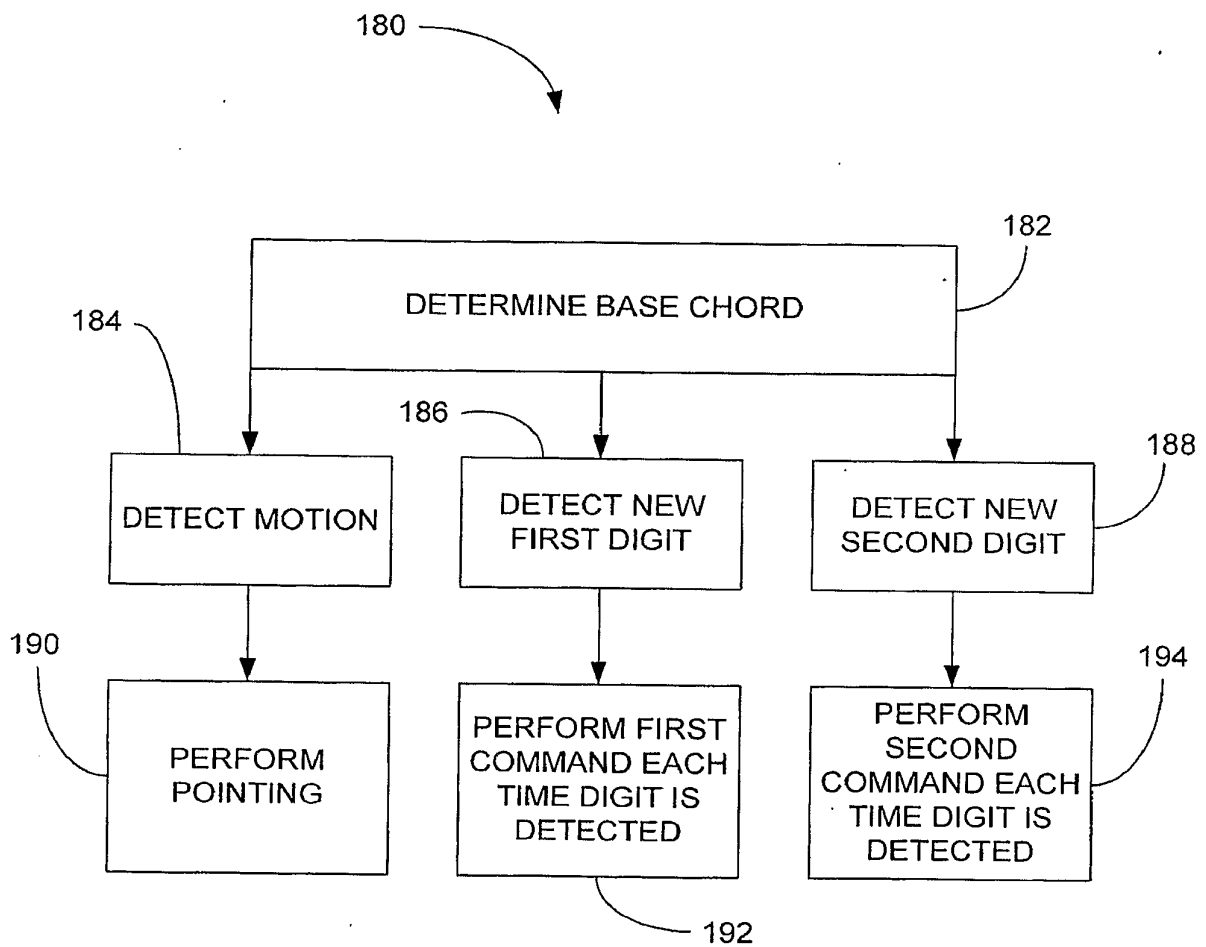 180
182
DETERMINE BASE CHORD
184
186
188
DETECT MOTION
DETECT NEW
FIRST DIGIT
DETECT NEW
SECOND DIGIT
190
194
PERFORM
POINTING
PERFORM FIRST
COMMAND EACH
TIME DIGIT IS
DETECTED
PERFORM
SECOND
COMMAND EACH
TIME DIGIT IS
DETECTED
192